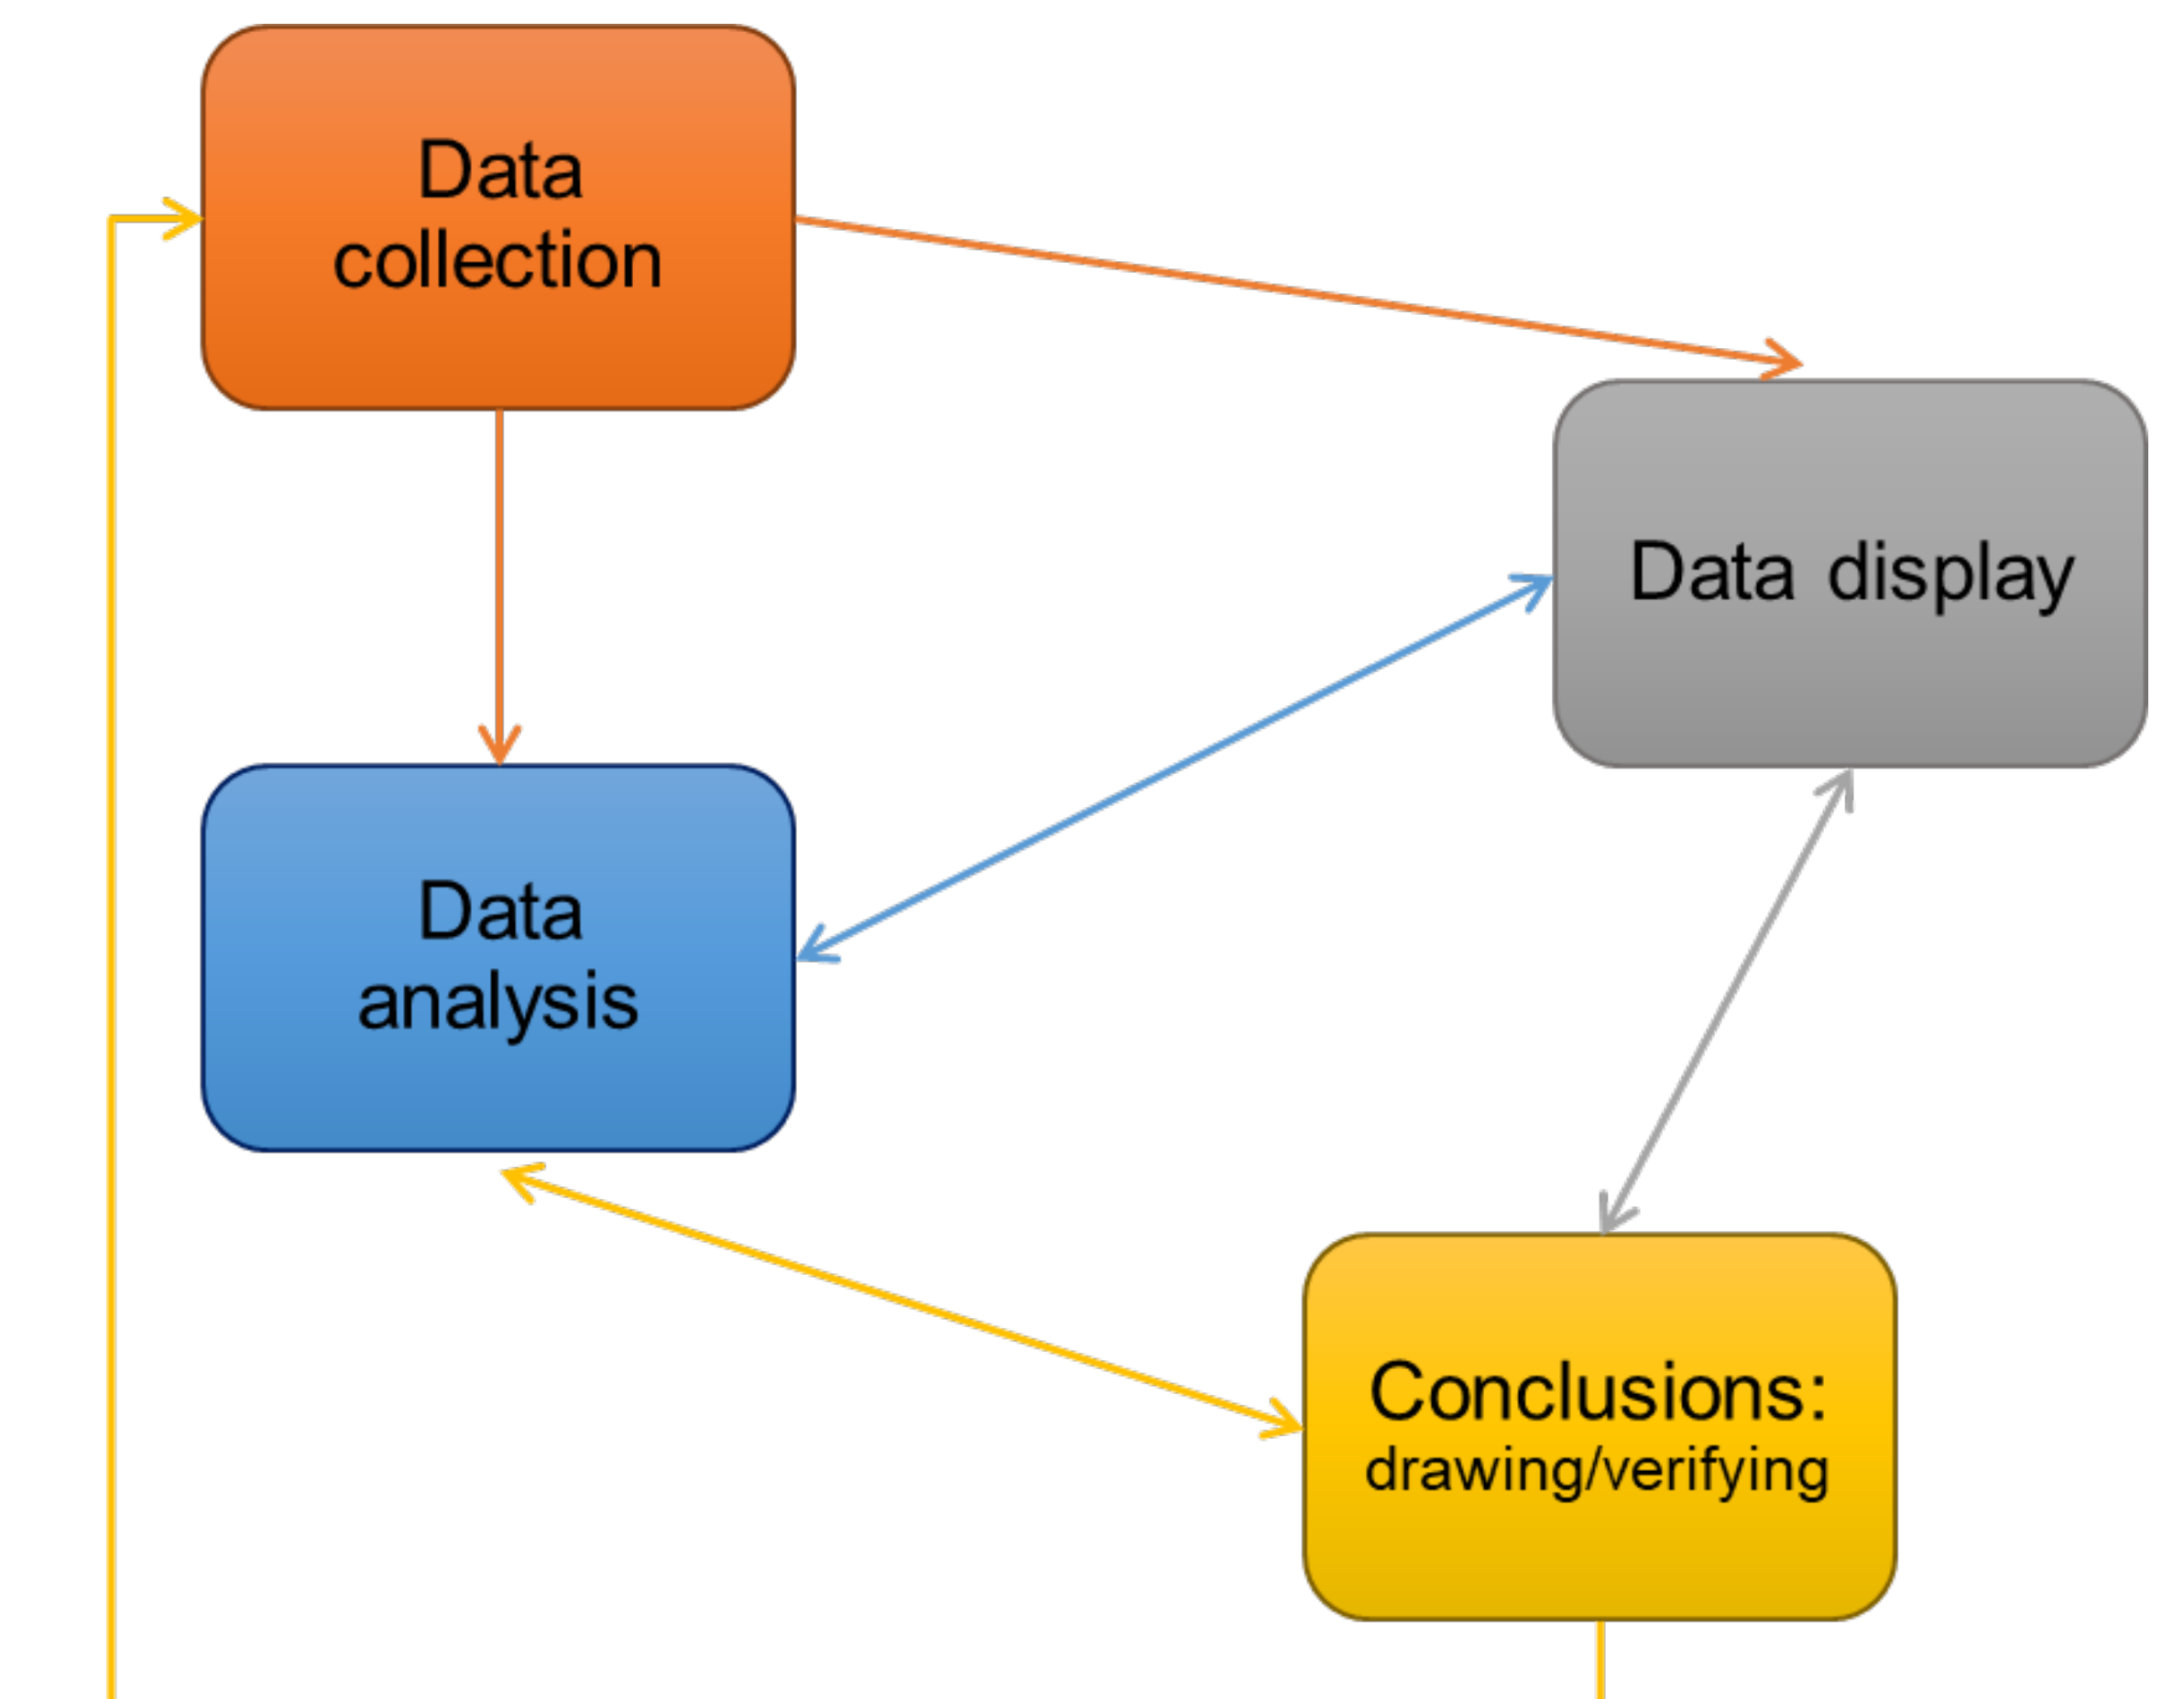 Data
collection
Data display
Data
analysis
Conclusions:
drawing/verifying